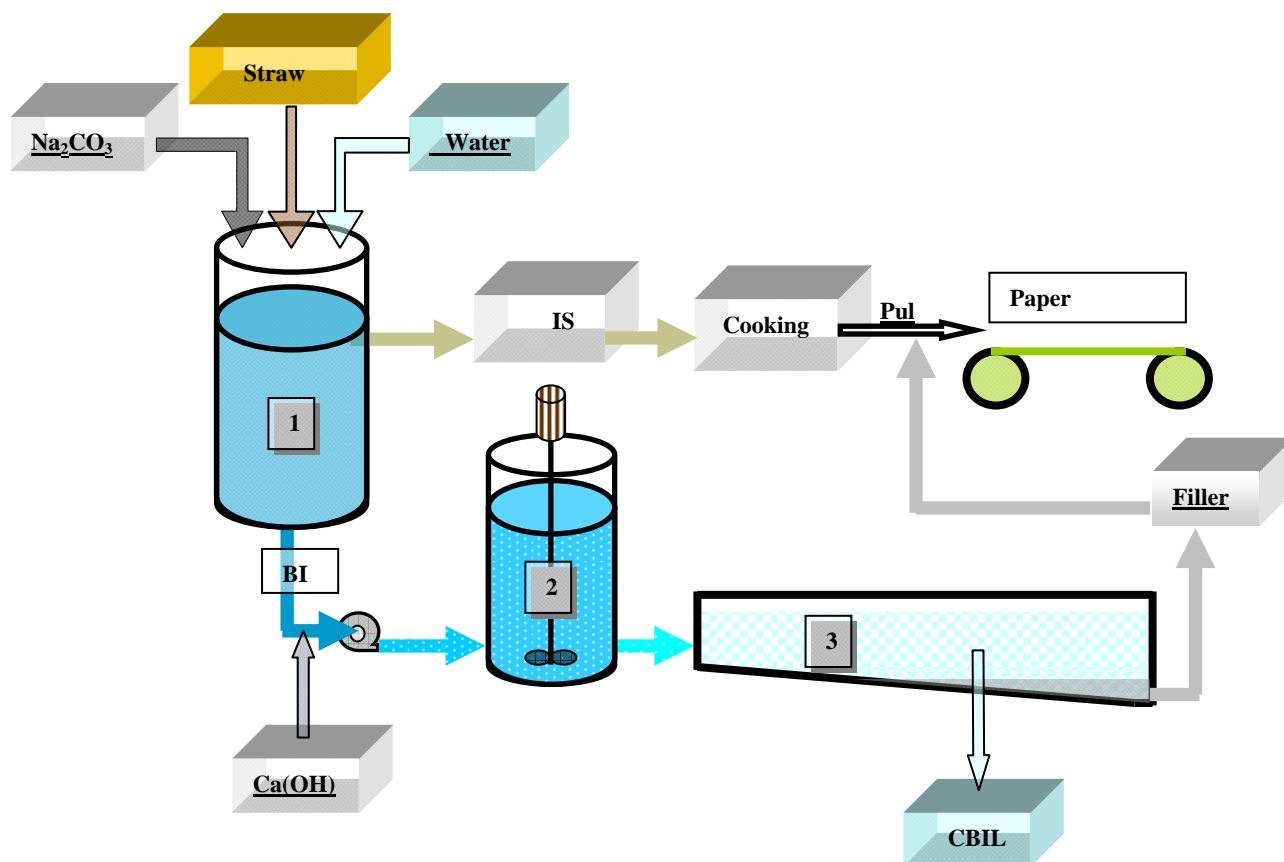 Straw
Na₂CO₃
Water
IS
Cooking
Pul
Paper
1
Filler
BI
2
3
Ca(OH)
CBIL